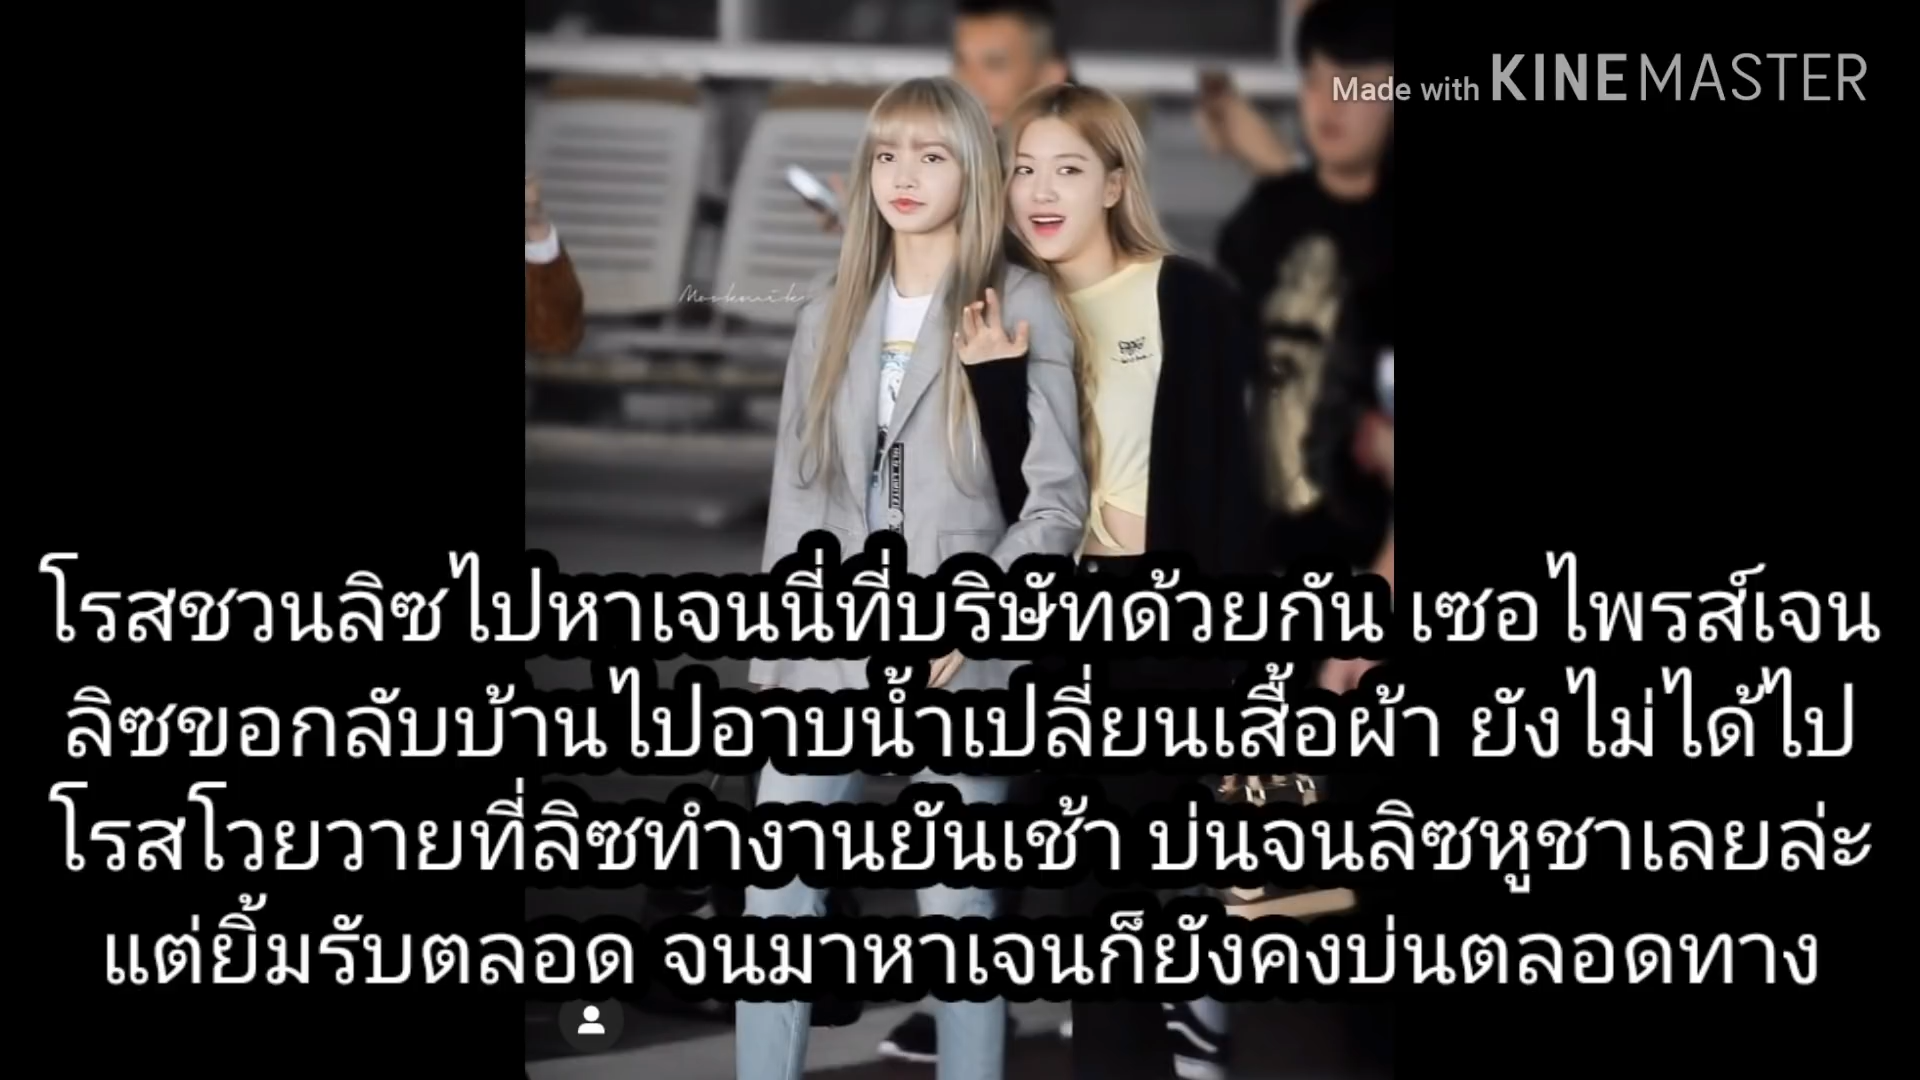 Made with KINEMASTER
Mookmik
โรสชวนลิซไปหาเจนนี่ที่บริษัทด้วยกัน เซอไพรส์เจน
ลิซขอกลับบ้านไปอาบน้ำเปลี่ยนเสื้อผ้า ยังไม่ได้ไป
โรสโวยวายที่ลิซทำงานยันเช้า บ่นจนลิซหูชาเลยล่ะ
แต่ยิ้มรับตลอด จนมาหาเจนก็ยังคงบ่นตลอดทาง